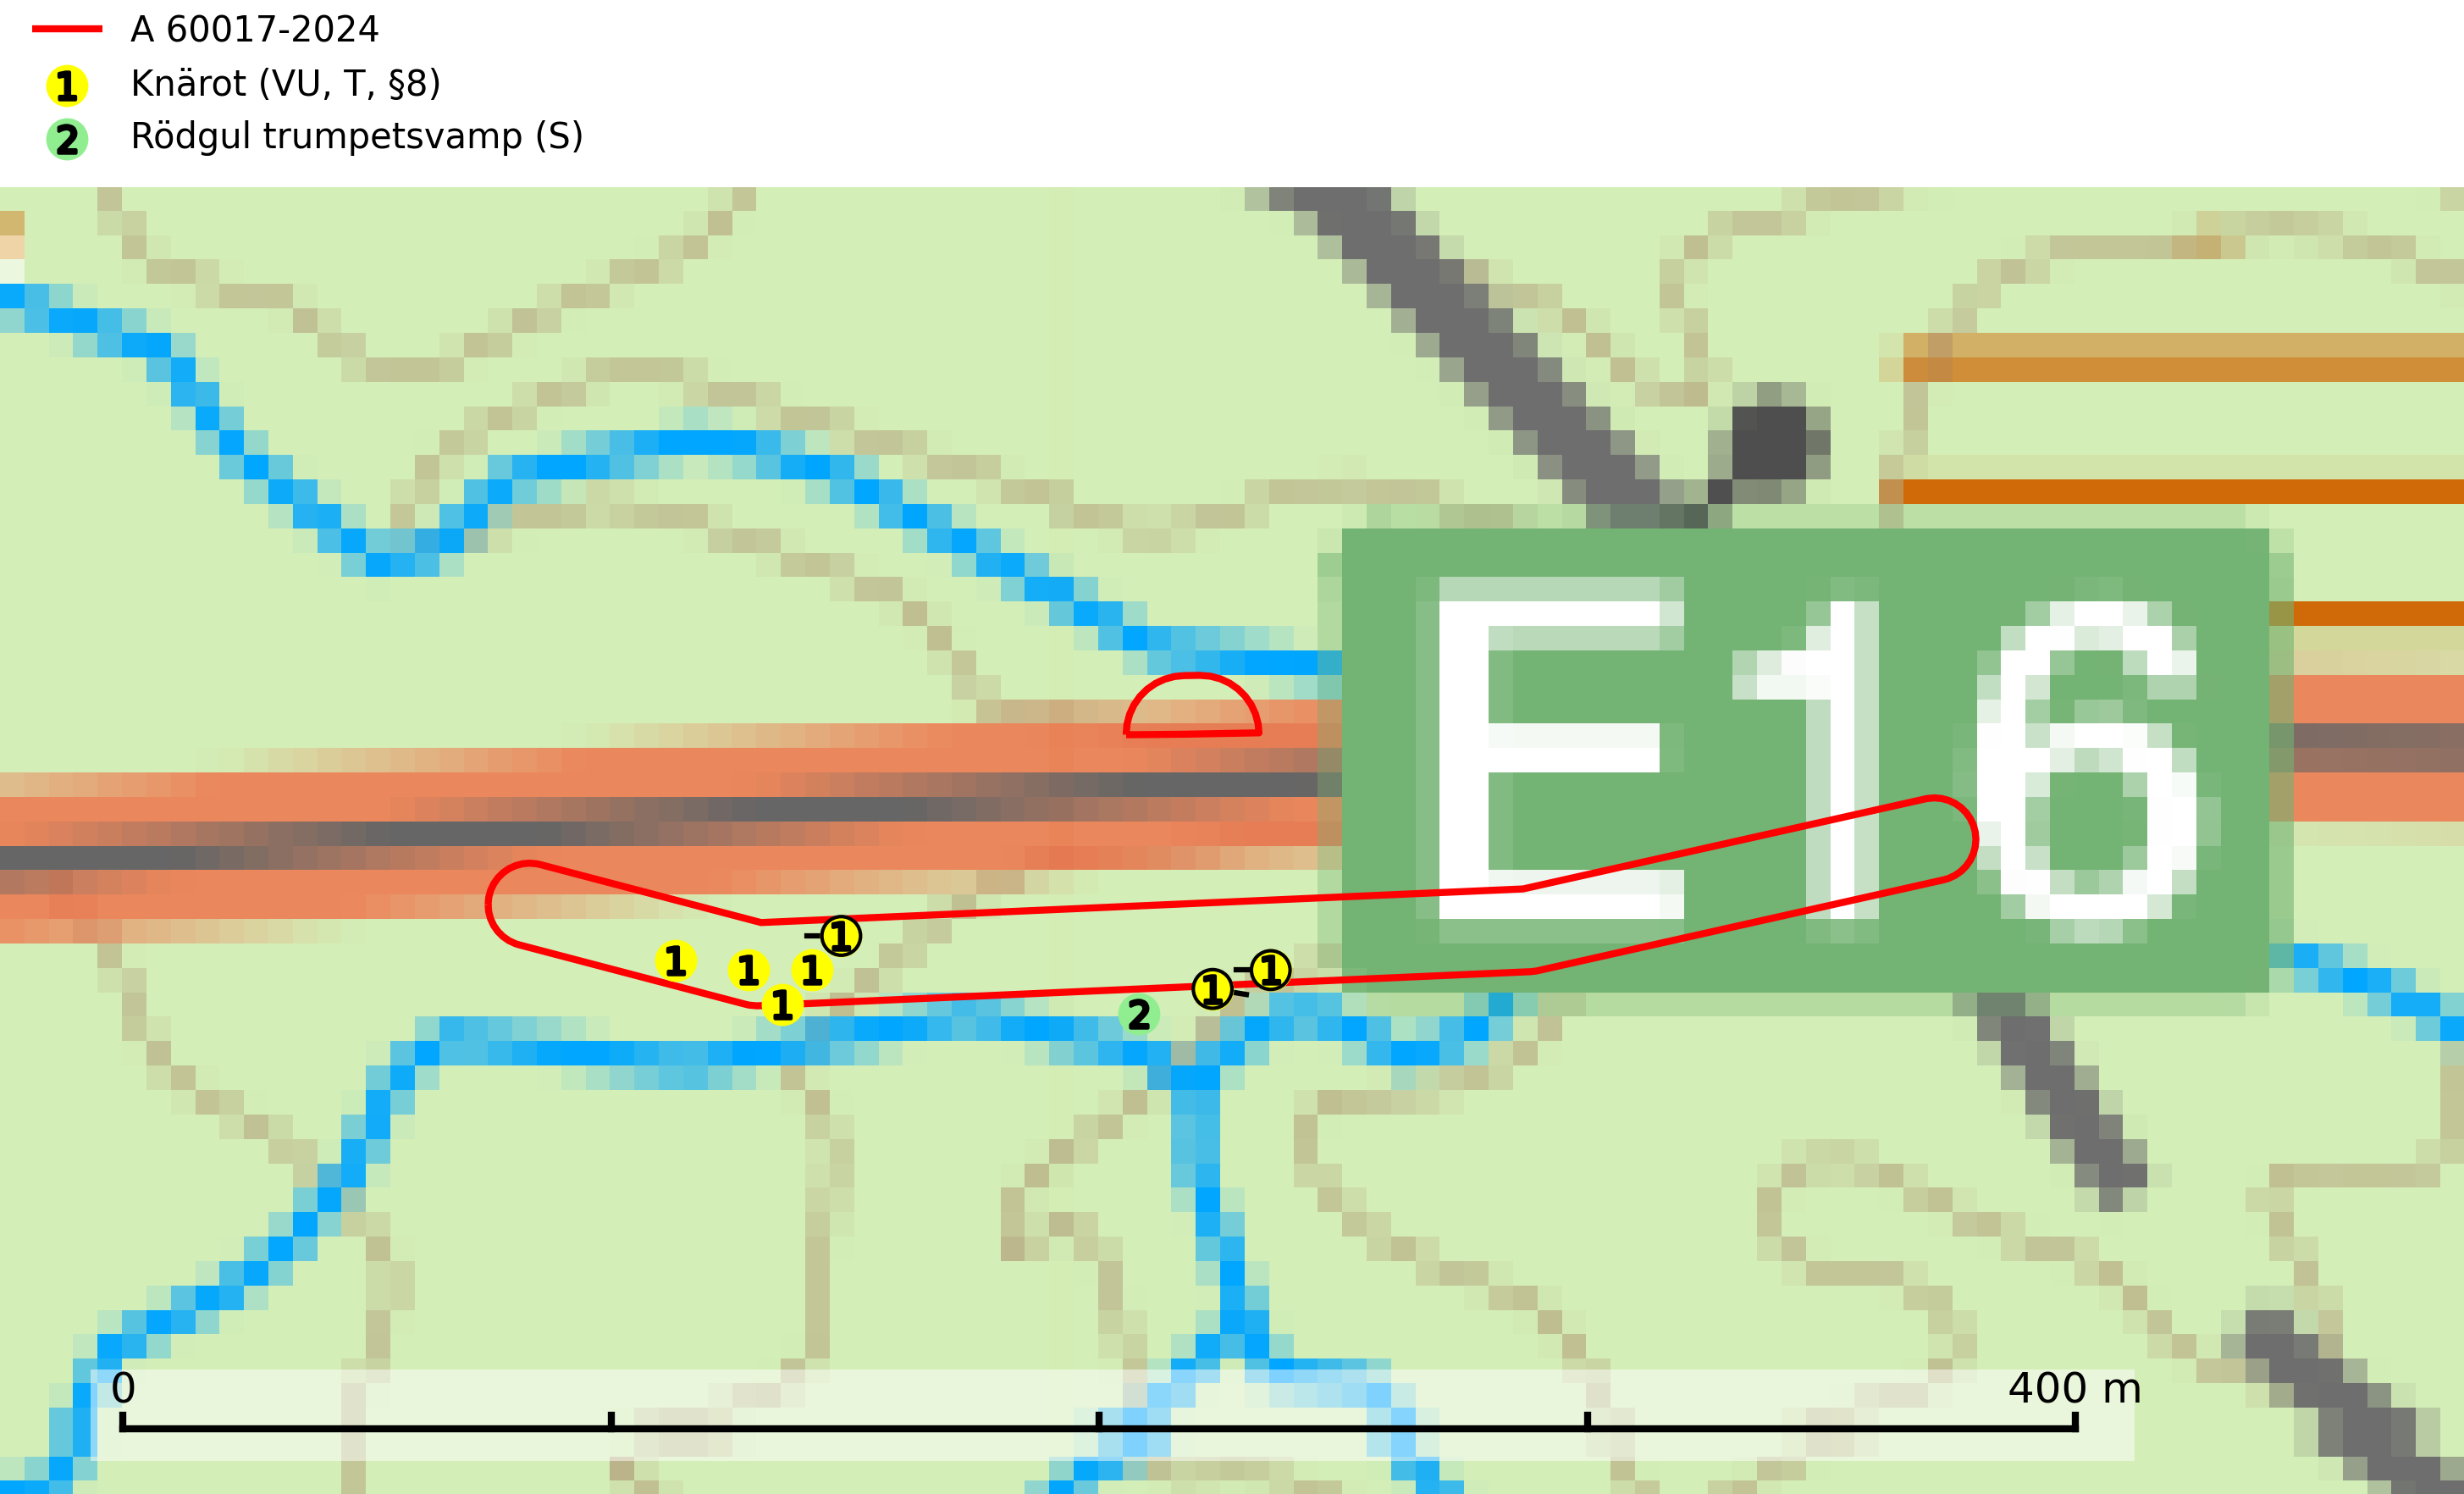 A 60017-2024
1 Knärot (VU, T, §8)
2 Rödgul trumpetsvamp (S)
E16
1
1 1 1 1
1
1 2
0 400 m